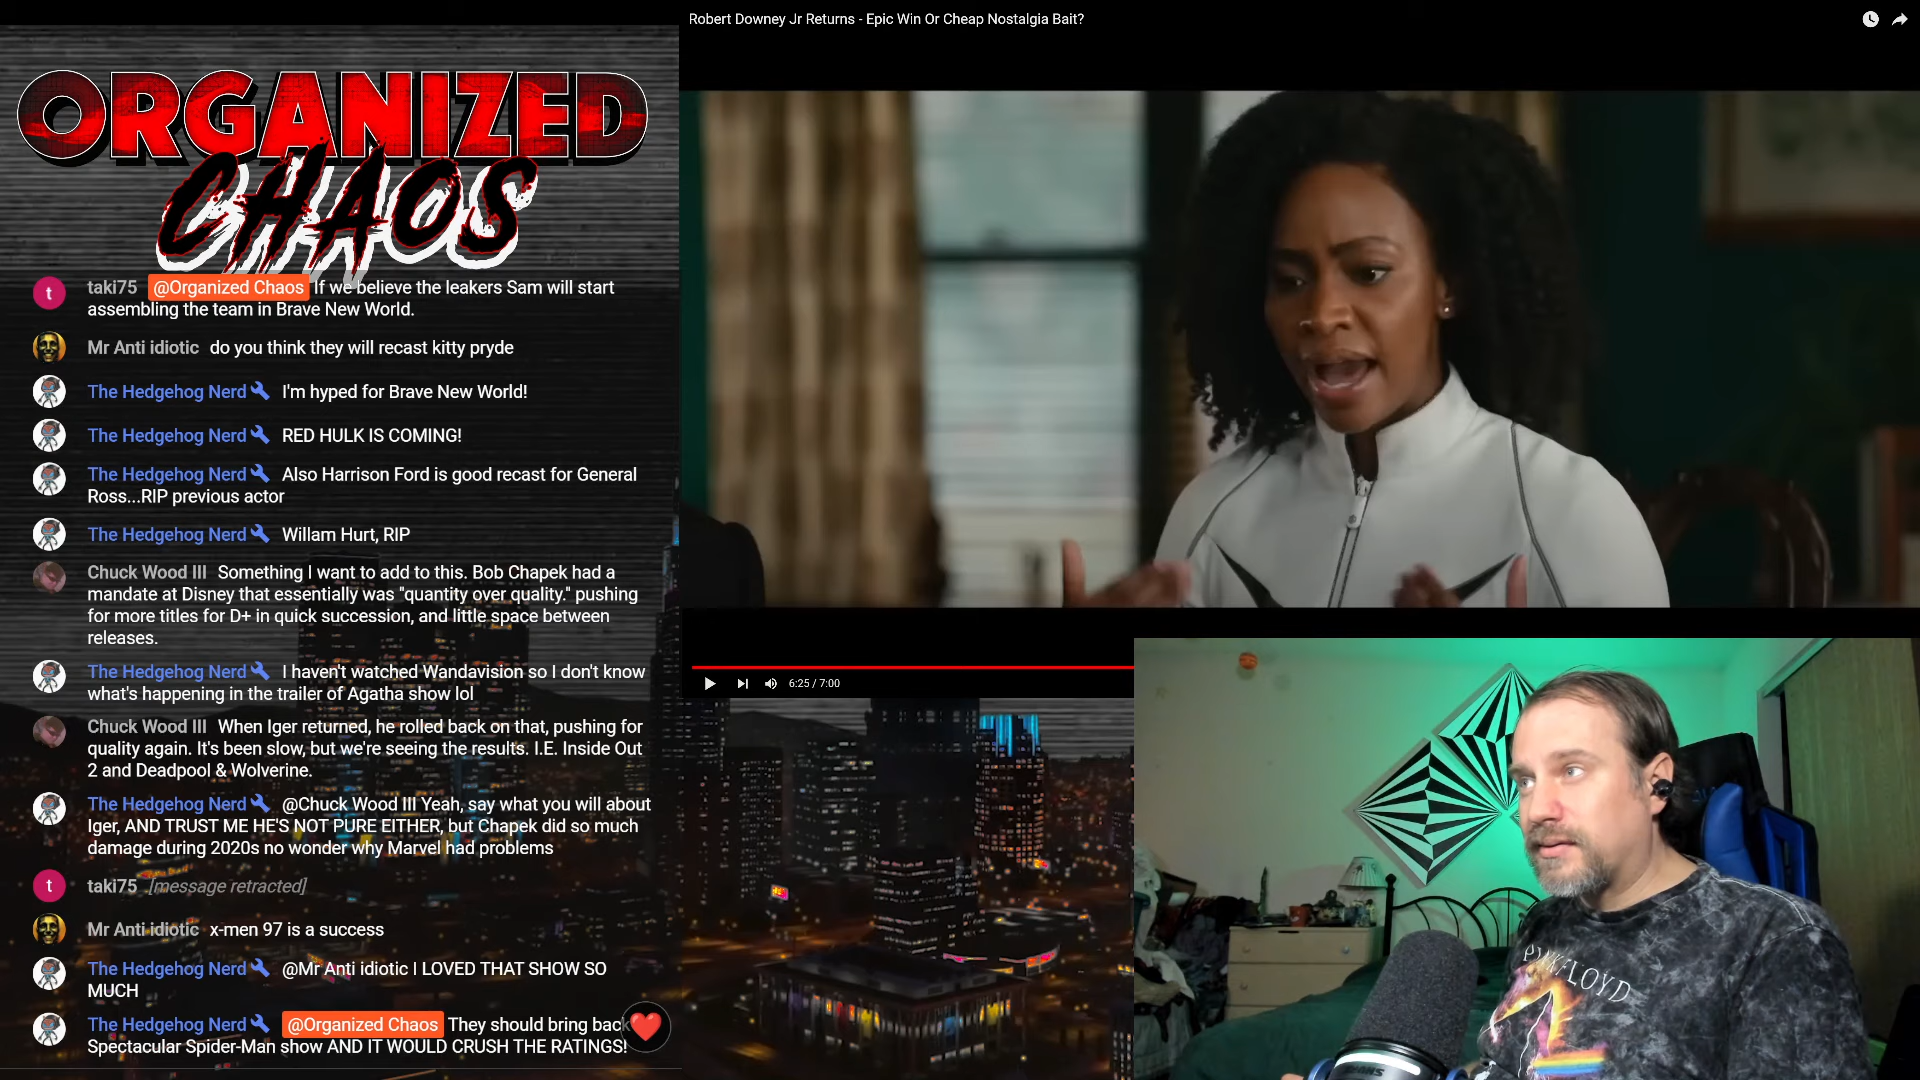 Robert Downey Jr Returns - Epic Win Or Cheap Nostalgia Bait?
ORGANIZED
CHAOS
t
taki75 @Organized Chaos If we believe the leakers Sam will start
assembling the team in Brave New World.
Mr Anti idiotic do you think they will recast kitty pryde
The Hedgehog Nerd I'm hyped for Brave New World!
The Hedgehog Nerd RED HULK IS COMING!
The Hedgehog Nerd Also Harrison Ford is good recast for General
Ross...RIP previous actor
The Hedgehog Nerd Willam Hurt, RIP
Chuck Wood III Something I want to add to this. Bob Chapek had a
mandate at Disney that essentially was "quantity over quality." pushing
for more titles for D+ in quick succession, and little space between
releases.
The Hedgehog Nerd I haven't watched Wandavision so I don't know
what's happening in the trailer of Agatha show lol
Chuck Wood III When Iger returned, he rolled back on that, pushing for
quality again. It's been slow, but we're seeing the results. I.E. Inside Out
2 and Deadpool & Wolverine.
The Hedgehog Nerd @Chuck Wood III Yeah, say what you will about
Iger, AND TRUST ME HE'S NOT PURE EITHER, but Chapek did so much
damage during 2020s no wonder why Marvel had problems
t
taki75 [message retracted]
Mr Anti idiotic x-men 97 is a success
The Hedgehog Nerd @Mr Anti idiotic I LOVED THAT SHOW SO
MUCH
The Hedgehog Nerd @Organized Chaos They should bring back
Spectacular Spider-Man show AND IT WOULD CRUSH THE RATINGS!
6:25 / 7:00
PINK FLOYD